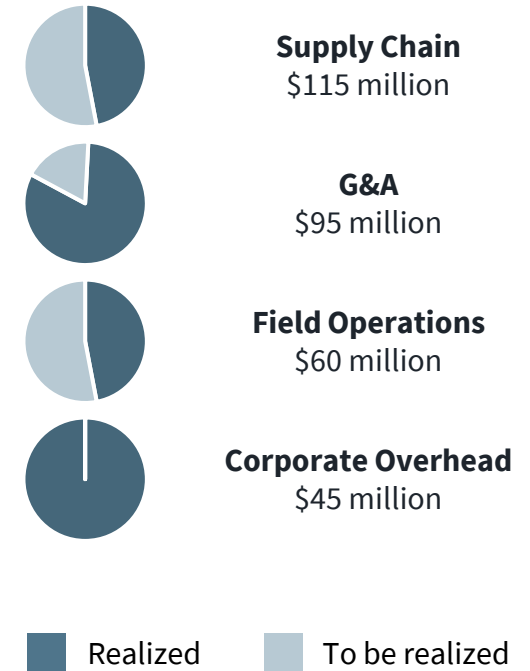 Supply Chain
$115 million
G&A
$95 million
Field Operations
$60 million
Corporate Overhead
$45 million
Realized
To be realized